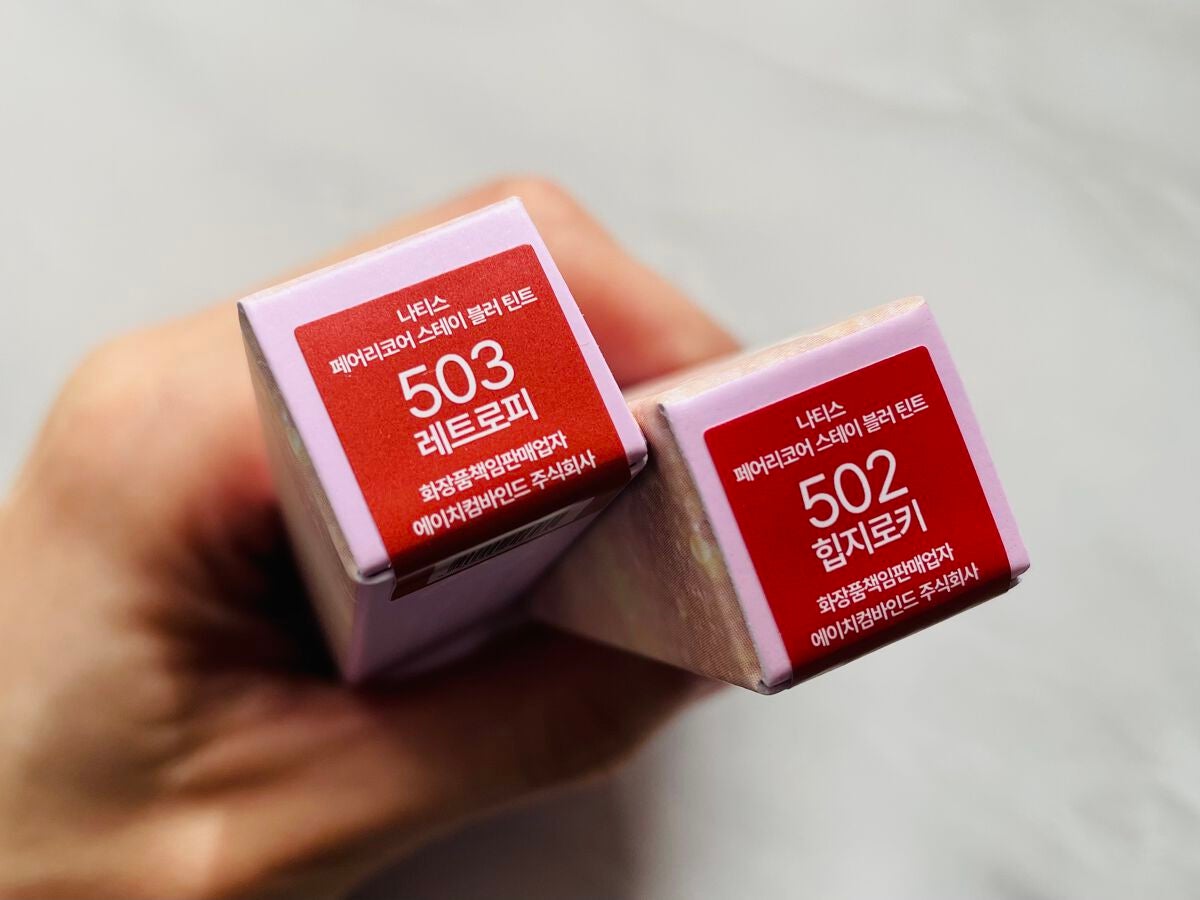 나티스
페어리코어 스테이 블러 틴트
503
레트로피
화장품책임판매업자
에이치컴바인드 주식회사
나티스
페어리코어 스테이 블러 틴트
502
힙지로키
화장품책임판매업자
에이치컴바인드 주식회사